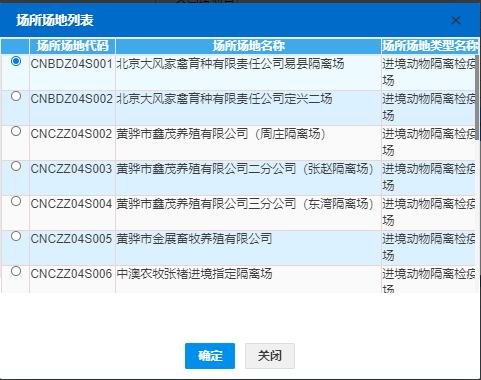 场所场地列表
场所场地代码 场所场地名称 场所场地类型名称
CNBDZ04S001 北京大风家禽育种有限责任公司易县隔离场 进境动物隔离检疫场
CNBDZ04S002 北京大风家禽育种有限责任公司定兴二场 进境动物隔离检疫场
CNCZZ04S002 黄骅市鑫茂养殖有限公司（周庄隔离场） 进境动物隔离检疫场
CNCZZ04S003 黄骅市鑫茂养殖有限公司二分公司（张赵隔离场） 进境动物隔离检疫场
CNCZZ04S004 黄骅市鑫茂养殖有限公司三分公司（东湾隔离场） 进境动物隔离检疫场
CNCZZ04S005 黄骅市金展畜牧养殖有限公司 进境动物隔离检疫场
CNCZZ04S006 中澳农牧张褚进境指定隔离场 进境动物隔离检疫场
确定 关闭